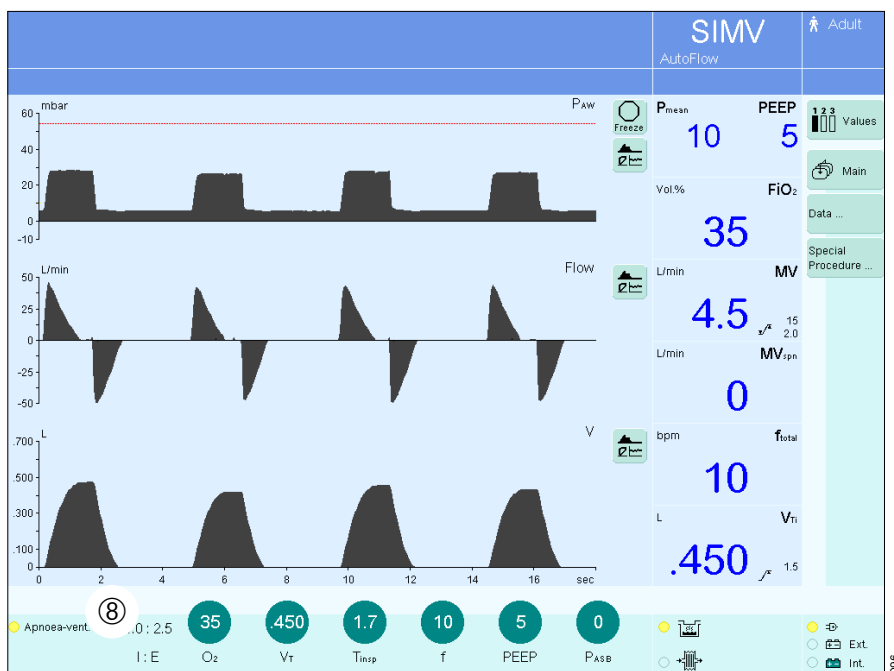 SIMV
AutoFlow
Adult
mbar
PAW
60
40
20
0
-10
Freeze
Pmean
PEEP
10
5
Vol.%
FiO2
35
L/min
Flow
50
25
0
-25
-50
L/min
MV
4.5
15
2.0
L/min
MVspn
0
L
V
.700
.500
.300
.100
0
0
2
4
6
8
10
12
14
16
sec
bpm
ftotal
10
L
VTi
.450
1.5
1 2 3
Values
Main
Data ...
Special
Procedure ...
Apnoea-vent.
⑧
.0 : 2.5
I : E
35
O2
.450
VT
1.7
Tinsp
10
f
5
PEEP
0
PASB
Ext.
Int.